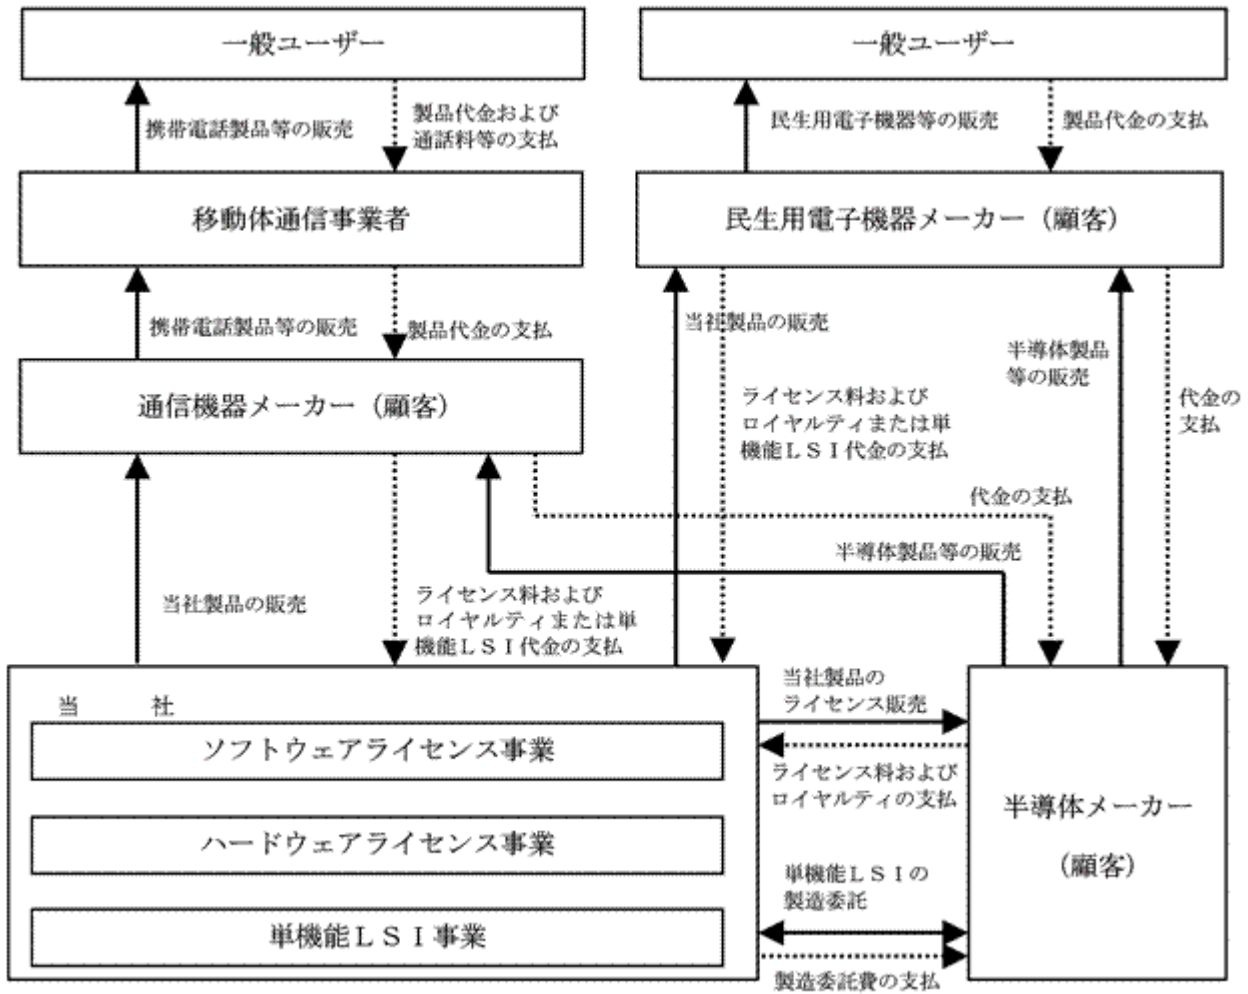 一般ユーザー
一般ユーザー
携帯電話製品等の販売
製品代金および
通話料等の支払
民生用電子機器等の販売
製品代金の支払
移動体通信事業者
民生用電子機器メーカー（顧客）
携帯電話製品等の販売
製品代金の支払
当社製品の販売
半導体製品
等の販売
代金の
支払
ライセンス料および
ロイヤルティまたは単
機能ＬＳＩ代金の支払
通信機器メーカー（顧客）
代金の支払
半導体製品等の販売
当社製品の販売
ライセンス料および
ロイヤルティまたは単
機能ＬＳＩ代金の支払
当　　　社
ソフトウェアライセンス事業
ハードウェアライセンス事業
単機能ＬＳＩ事業
当社製品の
ライセンス販売
ライセンス料および
ロイヤルティの支払
単機能ＬＳＩの
製造委託
製造委託費の支払
半導体メーカー
（顧客）